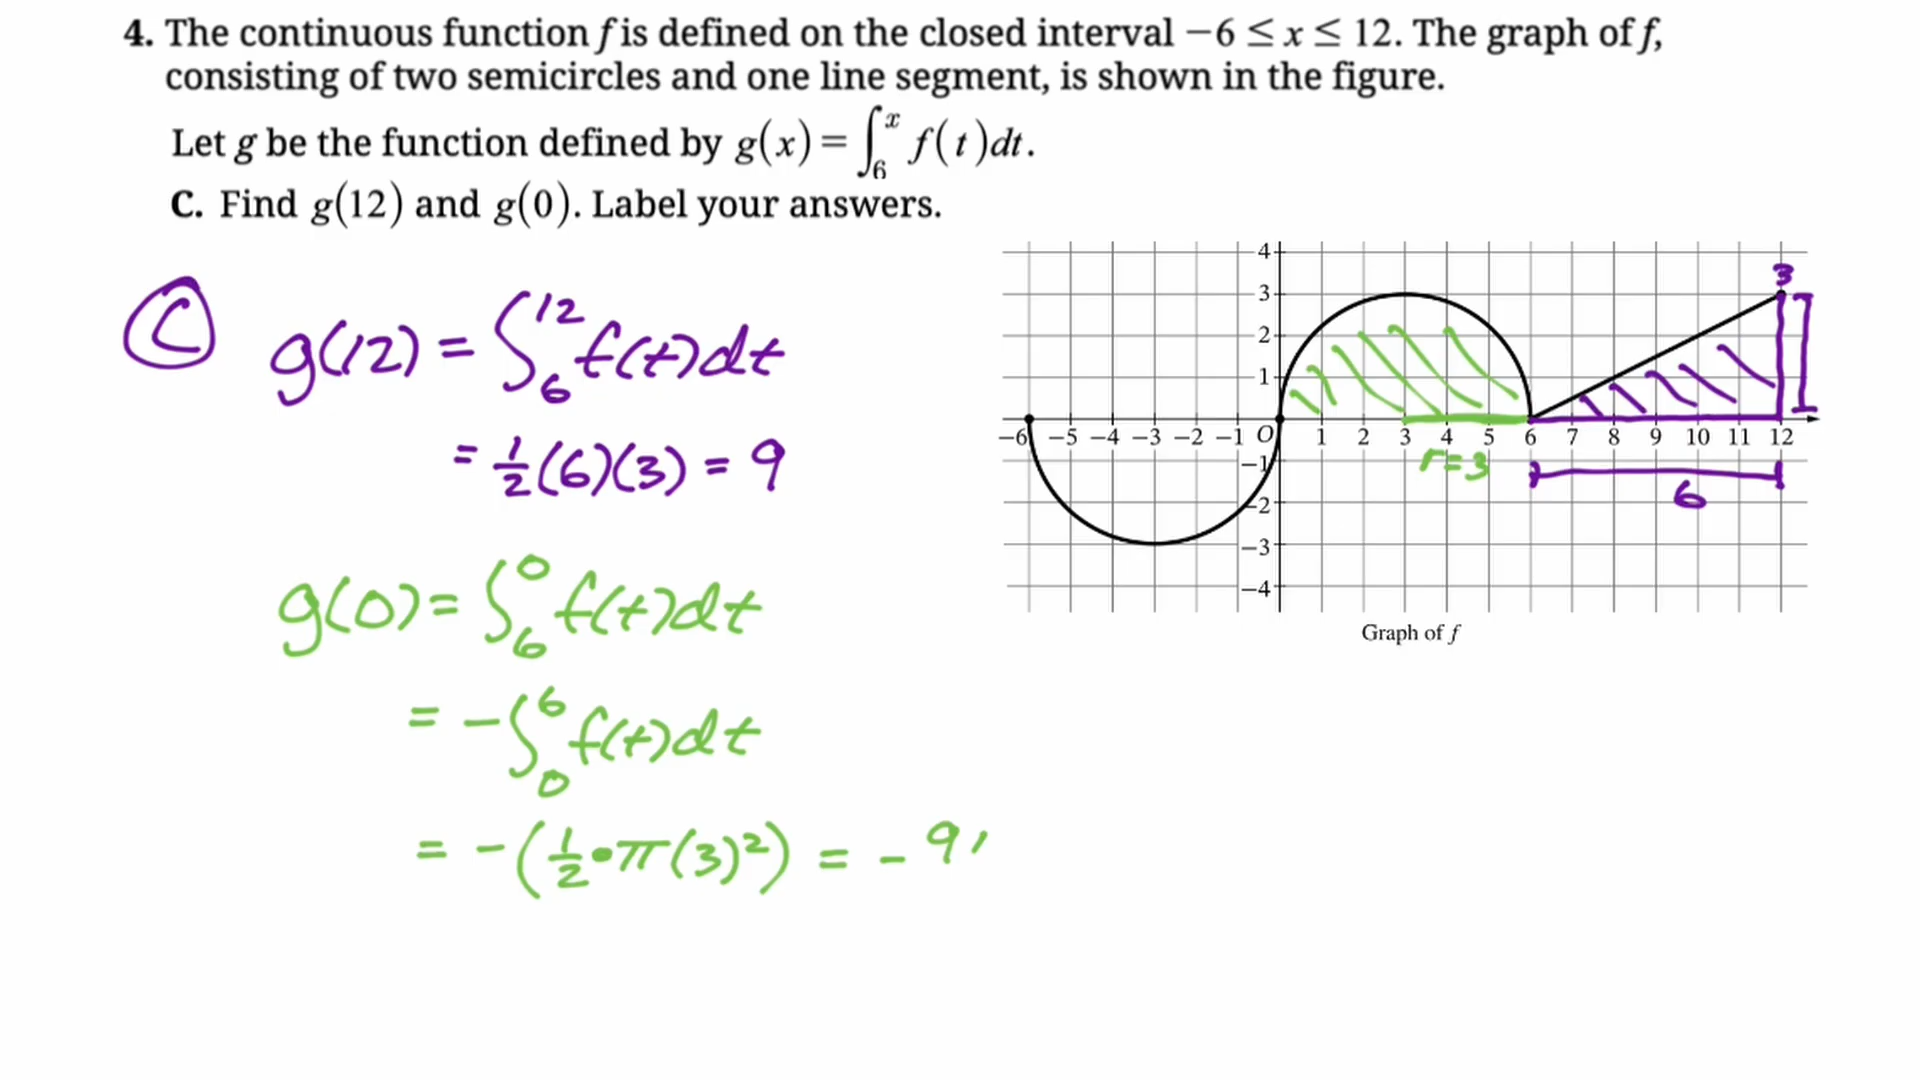 4. The continuous function f is defined on the closed interval −6 ≤ x ≤ 12. The graph of f,
consisting of two semicircles and one line segment, is shown in the figure.
Let g be the function defined by g(x) = ∫₆ˣ f(t)dt.
C. Find g(12) and g(0). Label your answers.
C g(12) = ∫₆¹² f(t)dt
= 1/2 (6)(3) = 9
g(0) = ∫₆⁰ f(t)dt
= -∫₀⁶ f(t)dt
= -(1/2 • π(3)²) = - 9
4
3
2
1
−6 −5 −4 −3 −2 −1 O 1 2 3 4 5 6 7 8 9 10 11 12
−1
−2
−3
−4
3
r=3
6
Graph of f